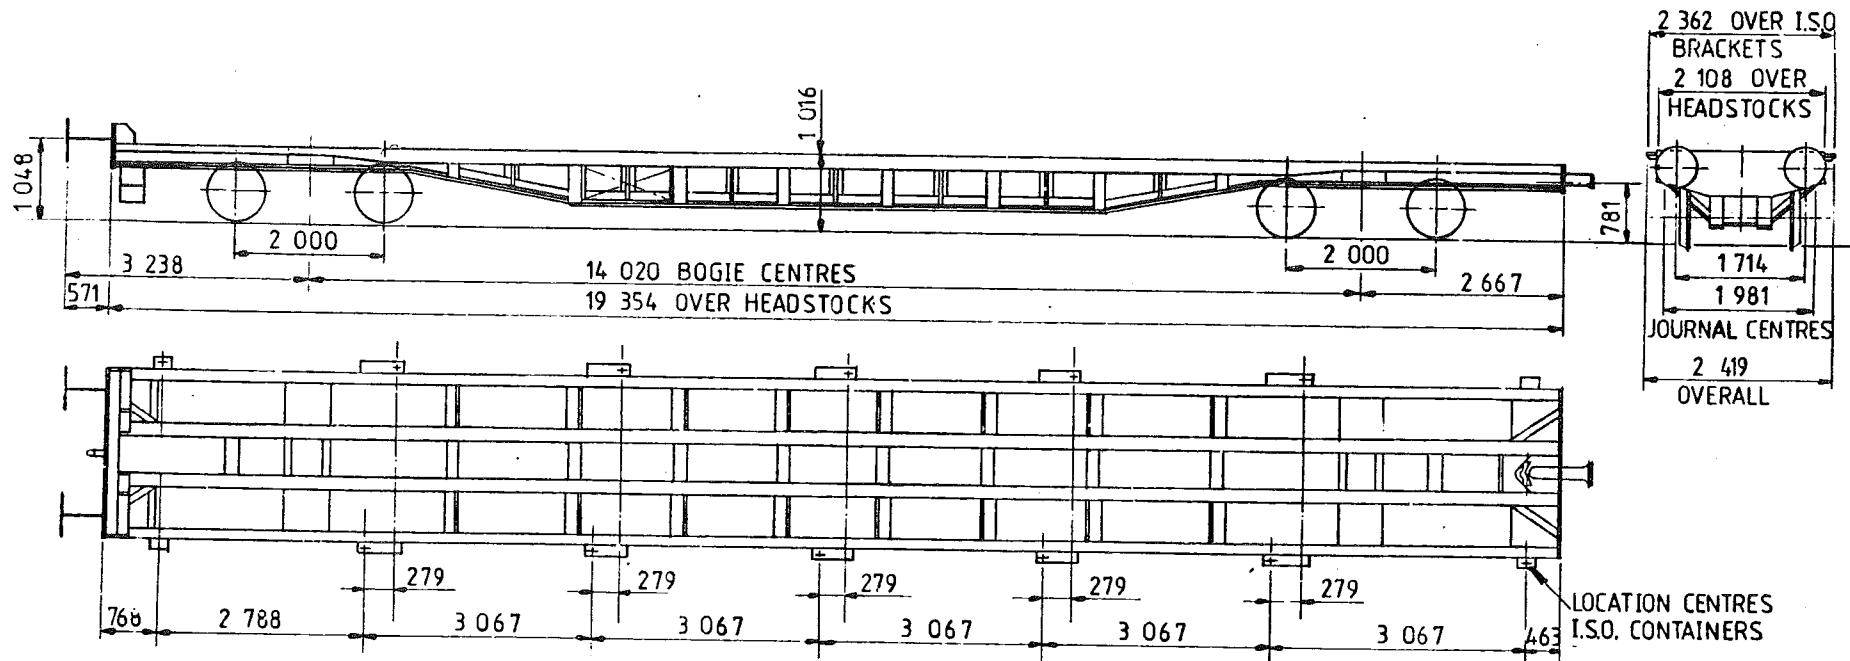 2 362 OVER I.S.O
BRACKETS
2 108 OVER
HEADSTOCKS
1 016
1 048
781
2 000
2 000
3 238
14 020 BOGIE CENTRES
2 667
571
19 354 OVER HEADSTOCKS
1 714
1 981
JOURNAL CENTRES
2 419
OVERALL
279
279
279
279
279
768
2 788
3 067
3 067
3 067
3 067
3 067
463
LOCATION CENTRES
I.S.O. CONTAINERS